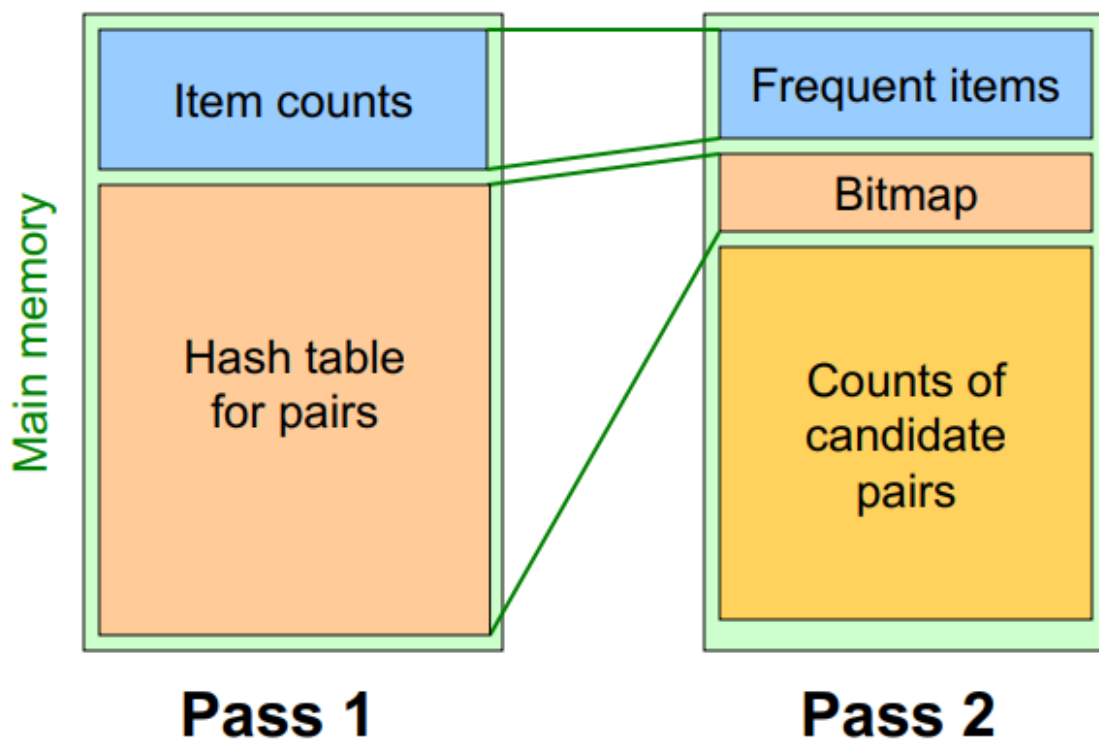 Main memory
Item counts
Hash table
for pairs
Pass 1
Frequent items
Bitmap
Counts of
candidate
pairs
Pass 2